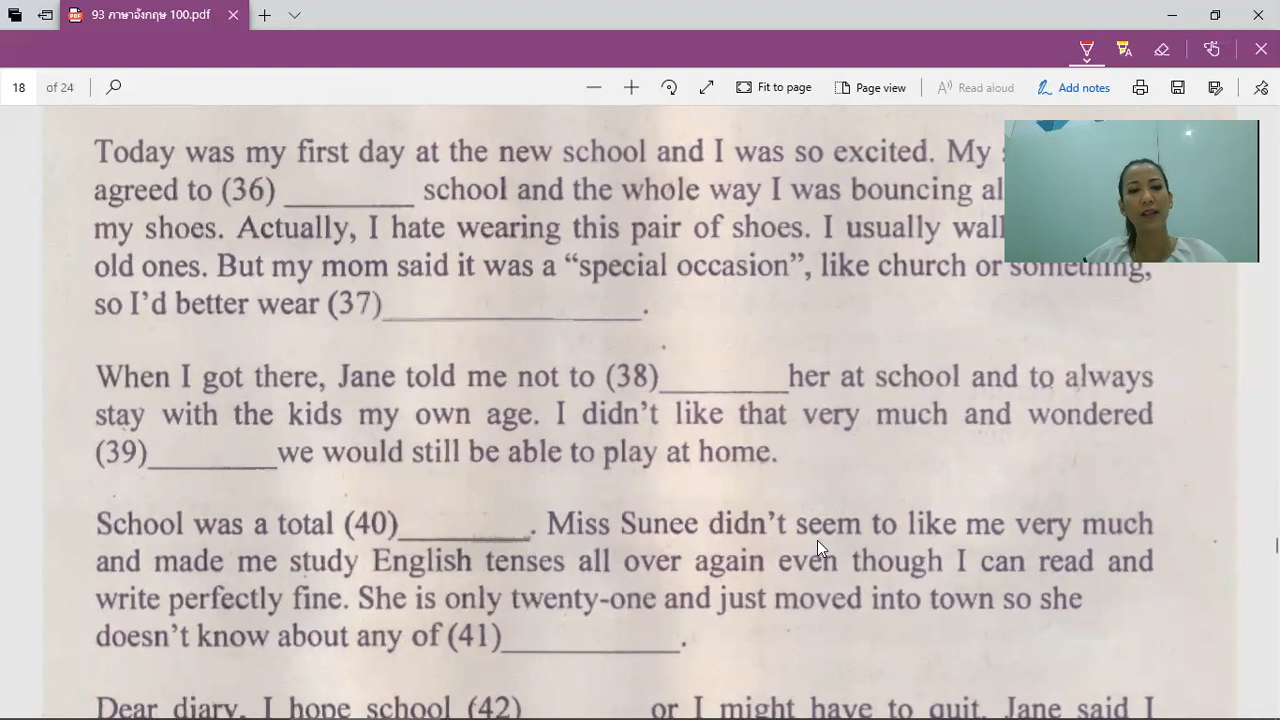 93 ภาษาอังกฤษ 100.pdf
18 of 24
Fit to page
Page view
Read aloud
Add notes
Today was my first day at the new school and I was so excited. My
agreed to (36) ________ school and the whole way I was bouncing
my shoes. Actually, I hate wearing this pair of shoes. I usually
old ones. But my mom said it was a “special occasion”, like church or something,
so I’d better wear (37)________________.
When I got there, Jane told me not to (38)________her at school and to always
stay with the kids my own age. I didn’t like that very much and wondered
(39)________we would still be able to play at home.
School was a total (40)________. Miss Sunee didn’t seem to like me very much
and made me study English tenses all over again even though I can read and
write perfectly fine. She is only twenty-one and just moved into town so she
doesn’t know about any of (41)___________.
Dear diary, I hope school (42)________ or I might have to quit. Jane said I